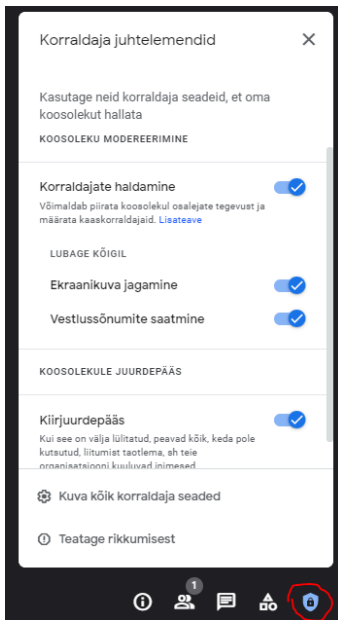 Korraldaja juhtelemendid
Kasutage neid korraldaja seadeid, et oma
koosolekut hallata
KOOSOLEKU MODEREERIMINE
Korraldajate haldamine
Võimaldab piirata koosolekul osalejate tegevust ja
määrata kaaskorraldajaid. Lisateave
LUBAGE KÕIGIL
Ekraanikuva jagamine
Vestlussõnumite saatmine
KOOSOLEKULE JUURDEPÄÄS
Kiirjuurdepääs
Kui see on välja lülitatud, peavad kõik, keda pole
kutsutud, liitumist taotlema, sh teie
organisatsiooni kuuluvad inimesed
Kuva kõik korraldaja seaded
Teatage rikkumisest
1